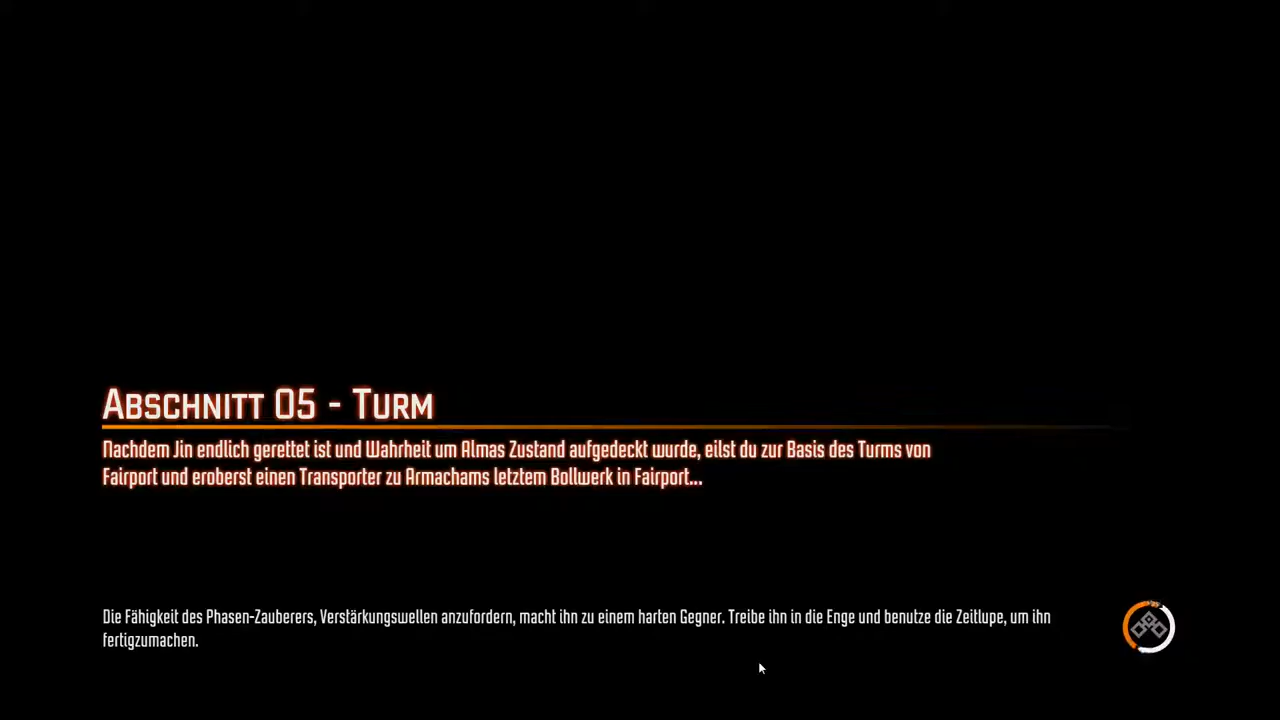 Abschnitt 05 - Turm
Nachdem Jin endlich gerettet ist und Wahrheit um Almas Zustand aufgedeckt wurde, eilst du zur Basis des Turms von
Fairport und eroberst einen Transporter zu Armachams letztem Bollwerk in Fairport...
Die Fähigkeit des Phasen-Zauberers, Verstärkungswellen anzufordern, macht ihn zu einem harten Gegner. Treibe ihn in die Enge und benutze die Zeitlupe, um ihn
fertigzumachen.